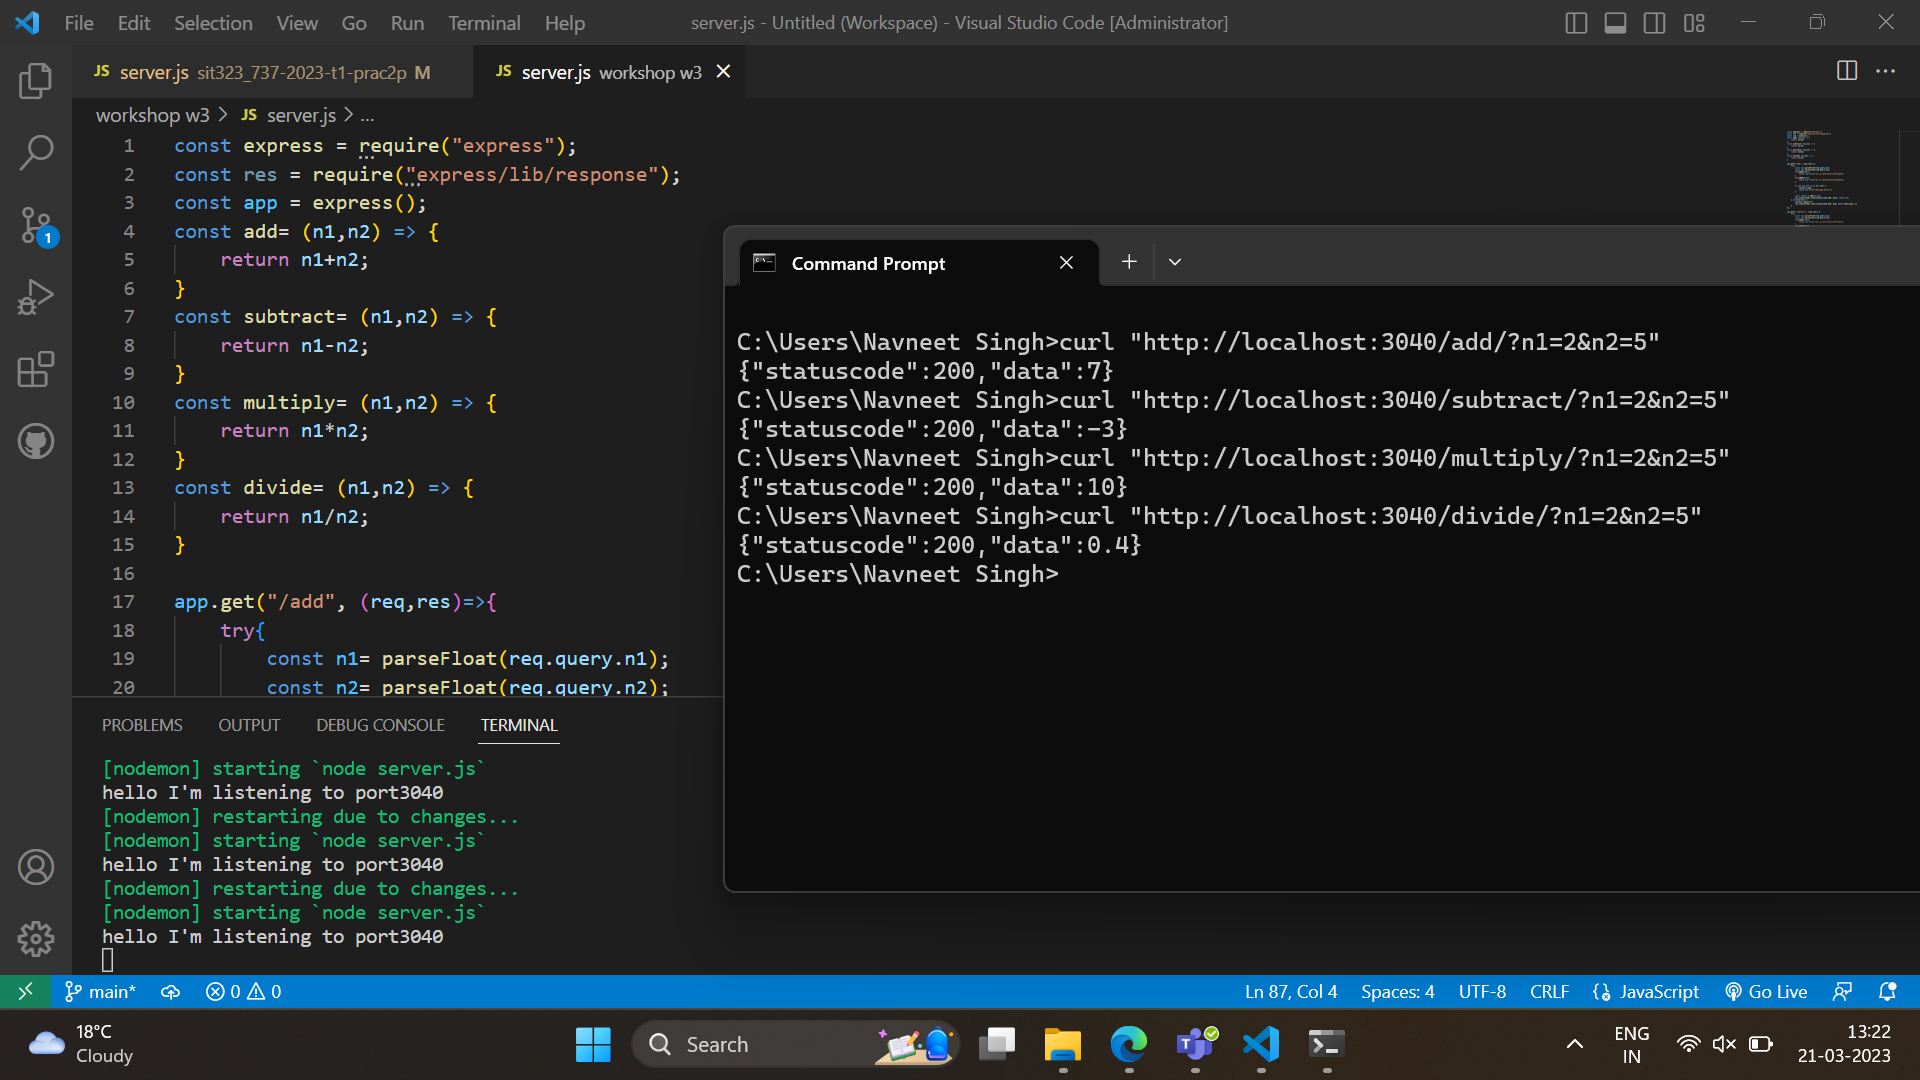 File Edit Selection View Go Run Terminal Help server.js - Untitled (Workspace) - Visual Studio Code [Administrator]
JS server.js sit323_737-2023-t1-prac2p M JS server.js workshop w3
workshop w3 > JS server.js > ...
1 const express = require("express");
2 const res = require("express/lib/response");
3 const app = express();
4 const add= (n1,n2) => {
5 return n1+n2;
6 }
7 const subtract= (n1,n2) => {
8 return n1-n2;
9 }
10 const multiply= (n1,n2) => {
11 return n1*n2;
12 }
13 const divide= (n1,n2) => {
14 return n1/n2;
15 }
16
17 app.get("/add", (req,res)=>{
18 try{
19 const n1= parseFloat(req.query.n1);
20 const n2= parseFloat(req.query.n2);
Command Prompt
C:\Users\Navneet Singh>curl "http://localhost:3040/add/?n1=2&n2=5"
{"statuscode":200,"data":7}
C:\Users\Navneet Singh>curl "http://localhost:3040/subtract/?n1=2&n2=5"
{"statuscode":200,"data":-3}
C:\Users\Navneet Singh>curl "http://localhost:3040/multiply/?n1=2&n2=5"
{"statuscode":200,"data":10}
C:\Users\Navneet Singh>curl "http://localhost:3040/divide/?n1=2&n2=5"
{"statuscode":200,"data":0.4}
C:\Users\Navneet Singh>
PROBLEMS OUTPUT DEBUG CONSOLE TERMINAL
[nodemon] starting `node server.js`
hello I'm listening to port3040
[nodemon] restarting due to changes...
[nodemon] starting `node server.js`
hello I'm listening to port3040
[nodemon] restarting due to changes...
[nodemon] starting `node server.js`
hello I'm listening to port3040
1
main* 0 0 Ln 87, Col 4 Spaces: 4 UTF-8 CRLF JavaScript Go Live
18°C
Cloudy
Search
ENG
IN
13:22
21-03-2023